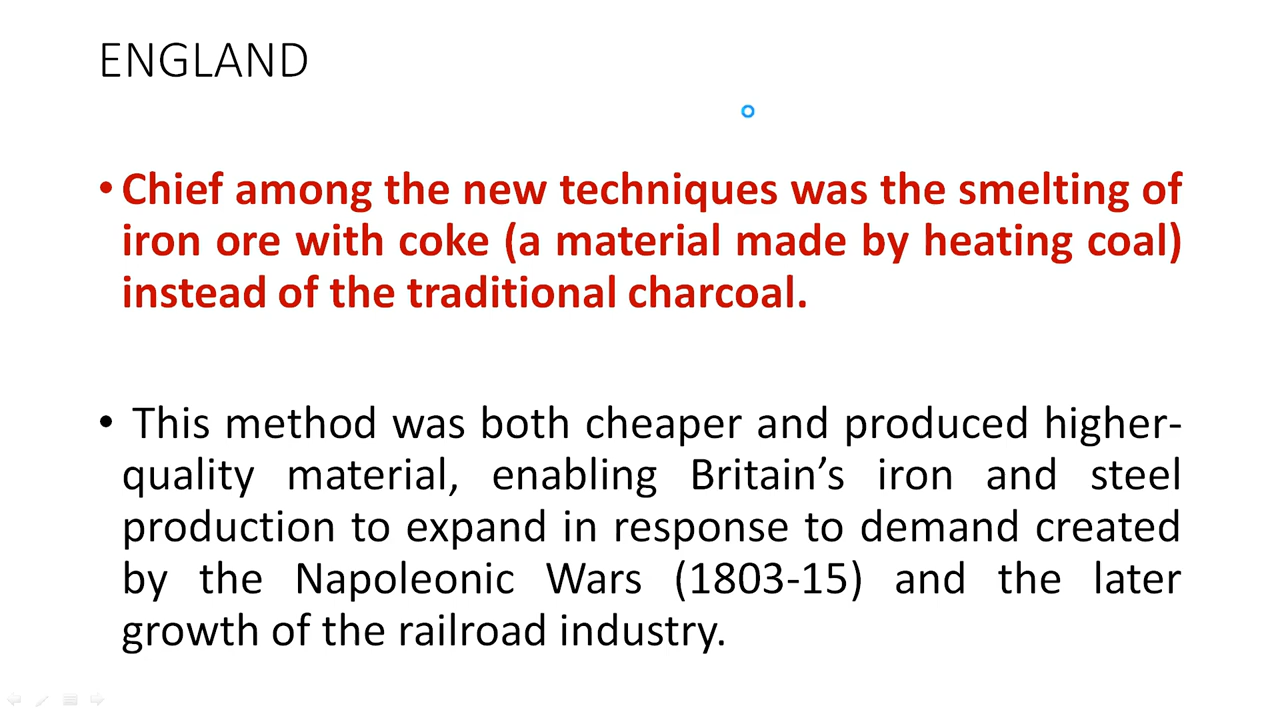 ENGLAND
• Chief among the new techniques was the smelting of
iron ore with coke (a material made by heating coal)
instead of the traditional charcoal.
• This method was both cheaper and produced higher-
quality material, enabling Britain’s iron and steel
production to expand in response to demand created
by the Napoleonic Wars (1803-15) and the later
growth of the railroad industry.